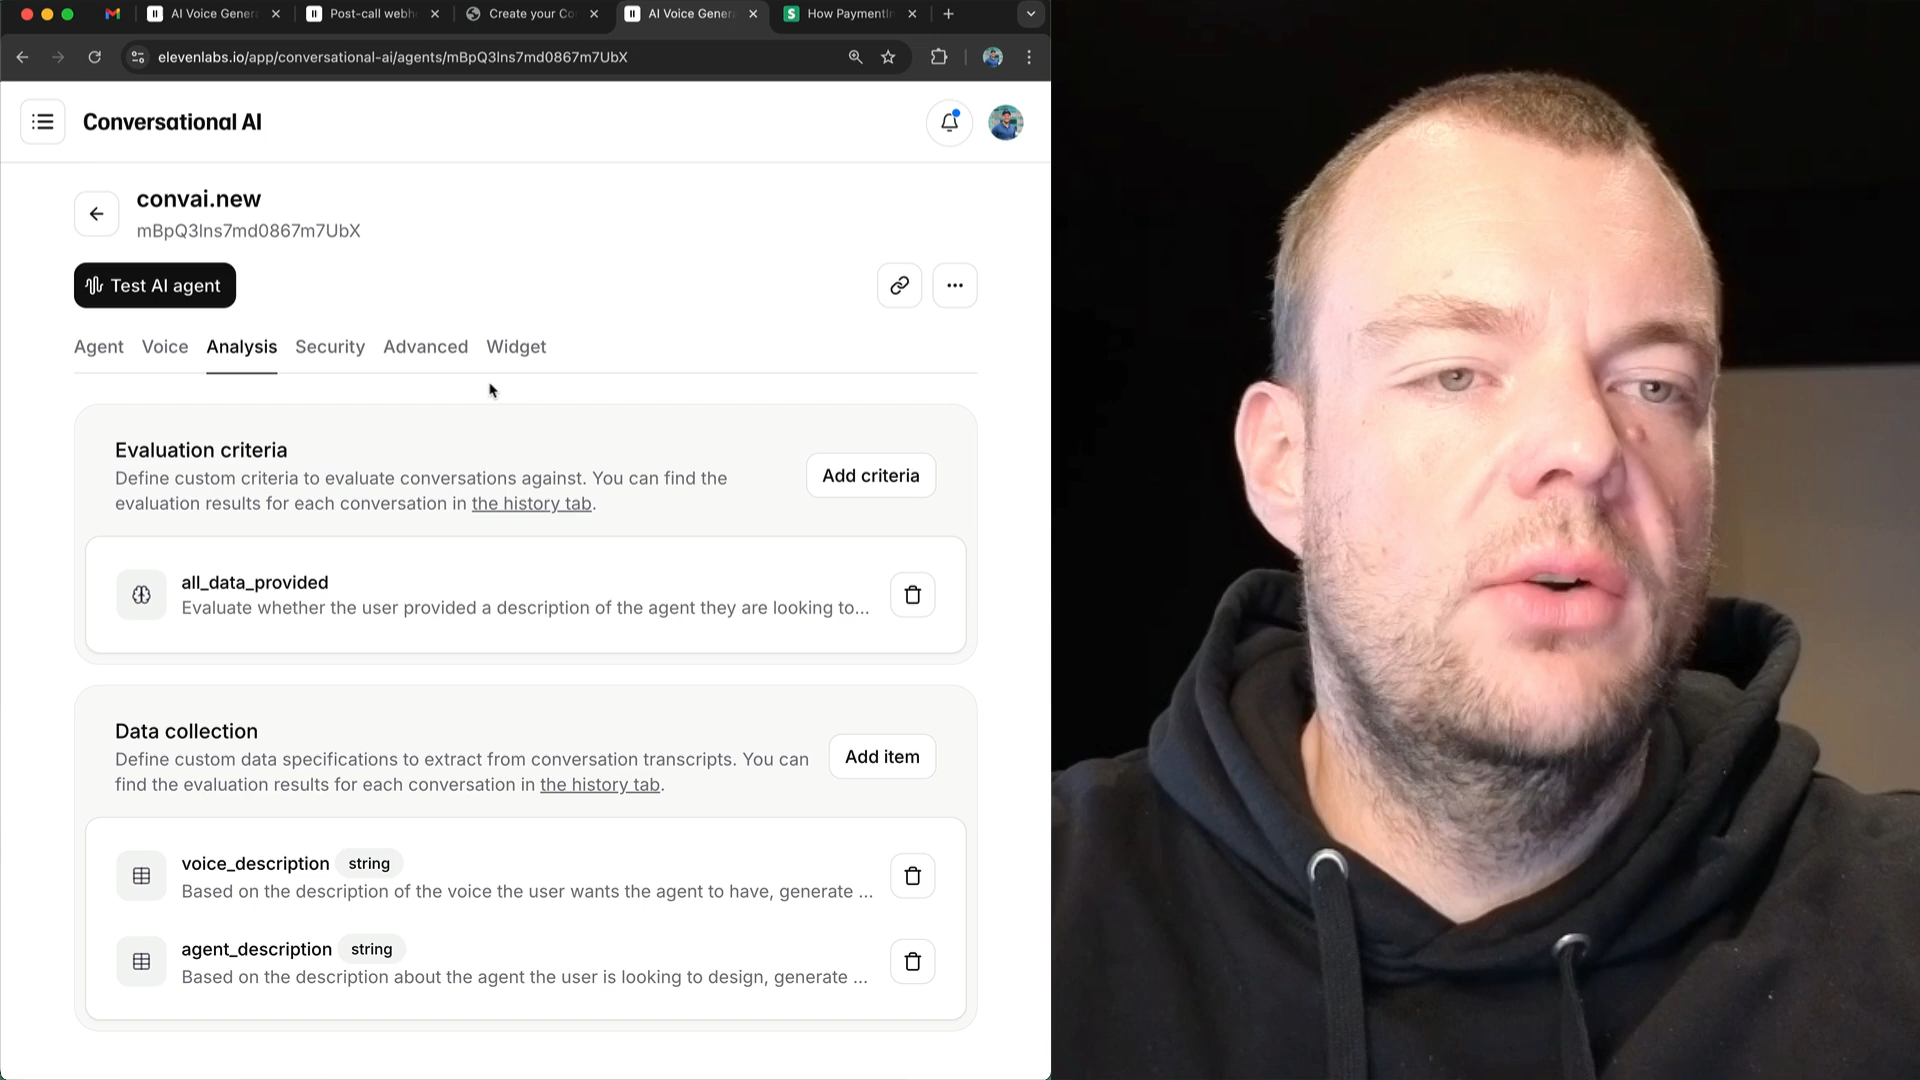 AI Voice Gener
Post-call webh
Create your Co
AI Voice Gener
How PaymentIn
elevenlabs.io/app/conversational-ai/agents/mBpQ3lns7md0867m7UbX
Conversational AI
convai.new
mBpQ3lns7md0867m7UbX
Test AI agent
Agent Voice Analysis Security Advanced Widget
Evaluation criteria
Define custom criteria to evaluate conversations against. You can find the
evaluation results for each conversation in the history tab.
Add criteria
all_data_provided
Evaluate whether the user provided a description of the agent they are looking to...
Data collection
Define custom data specifications to extract from conversation transcripts. You can
find the evaluation results for each conversation in the history tab.
Add item
voice_description string
Based on the description of the voice the user wants the agent to have, generate ...
agent_description string
Based on the description about the agent the user is looking to design, generate ...